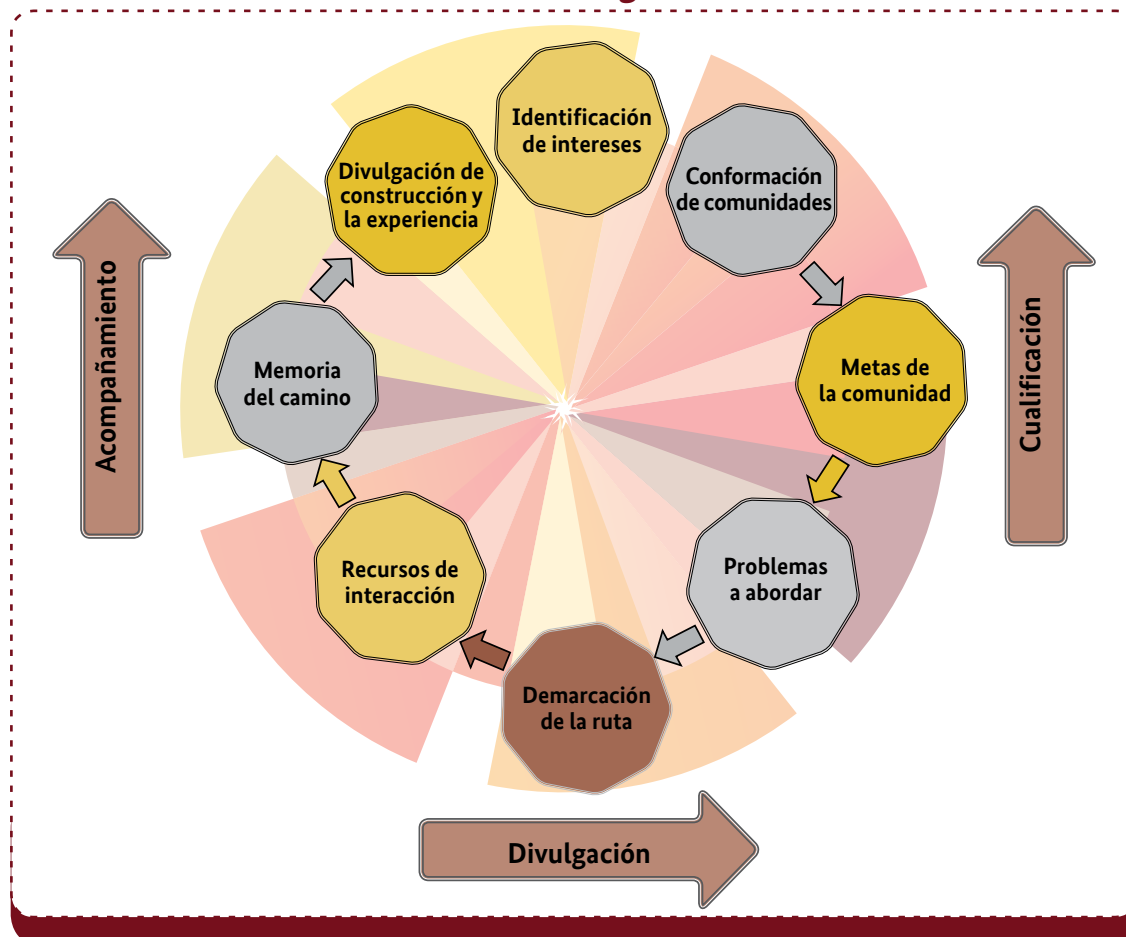 Identificación
de intereses
Conformación
de comunidades
Metas de
la comunidad
Problemas
a abordar
Demarcación
de la ruta
Recursos de
interacción
Memoria
del camino
Divulgación de
construcción y
la experiencia
Acompañamiento
Cualificación
Divulgación